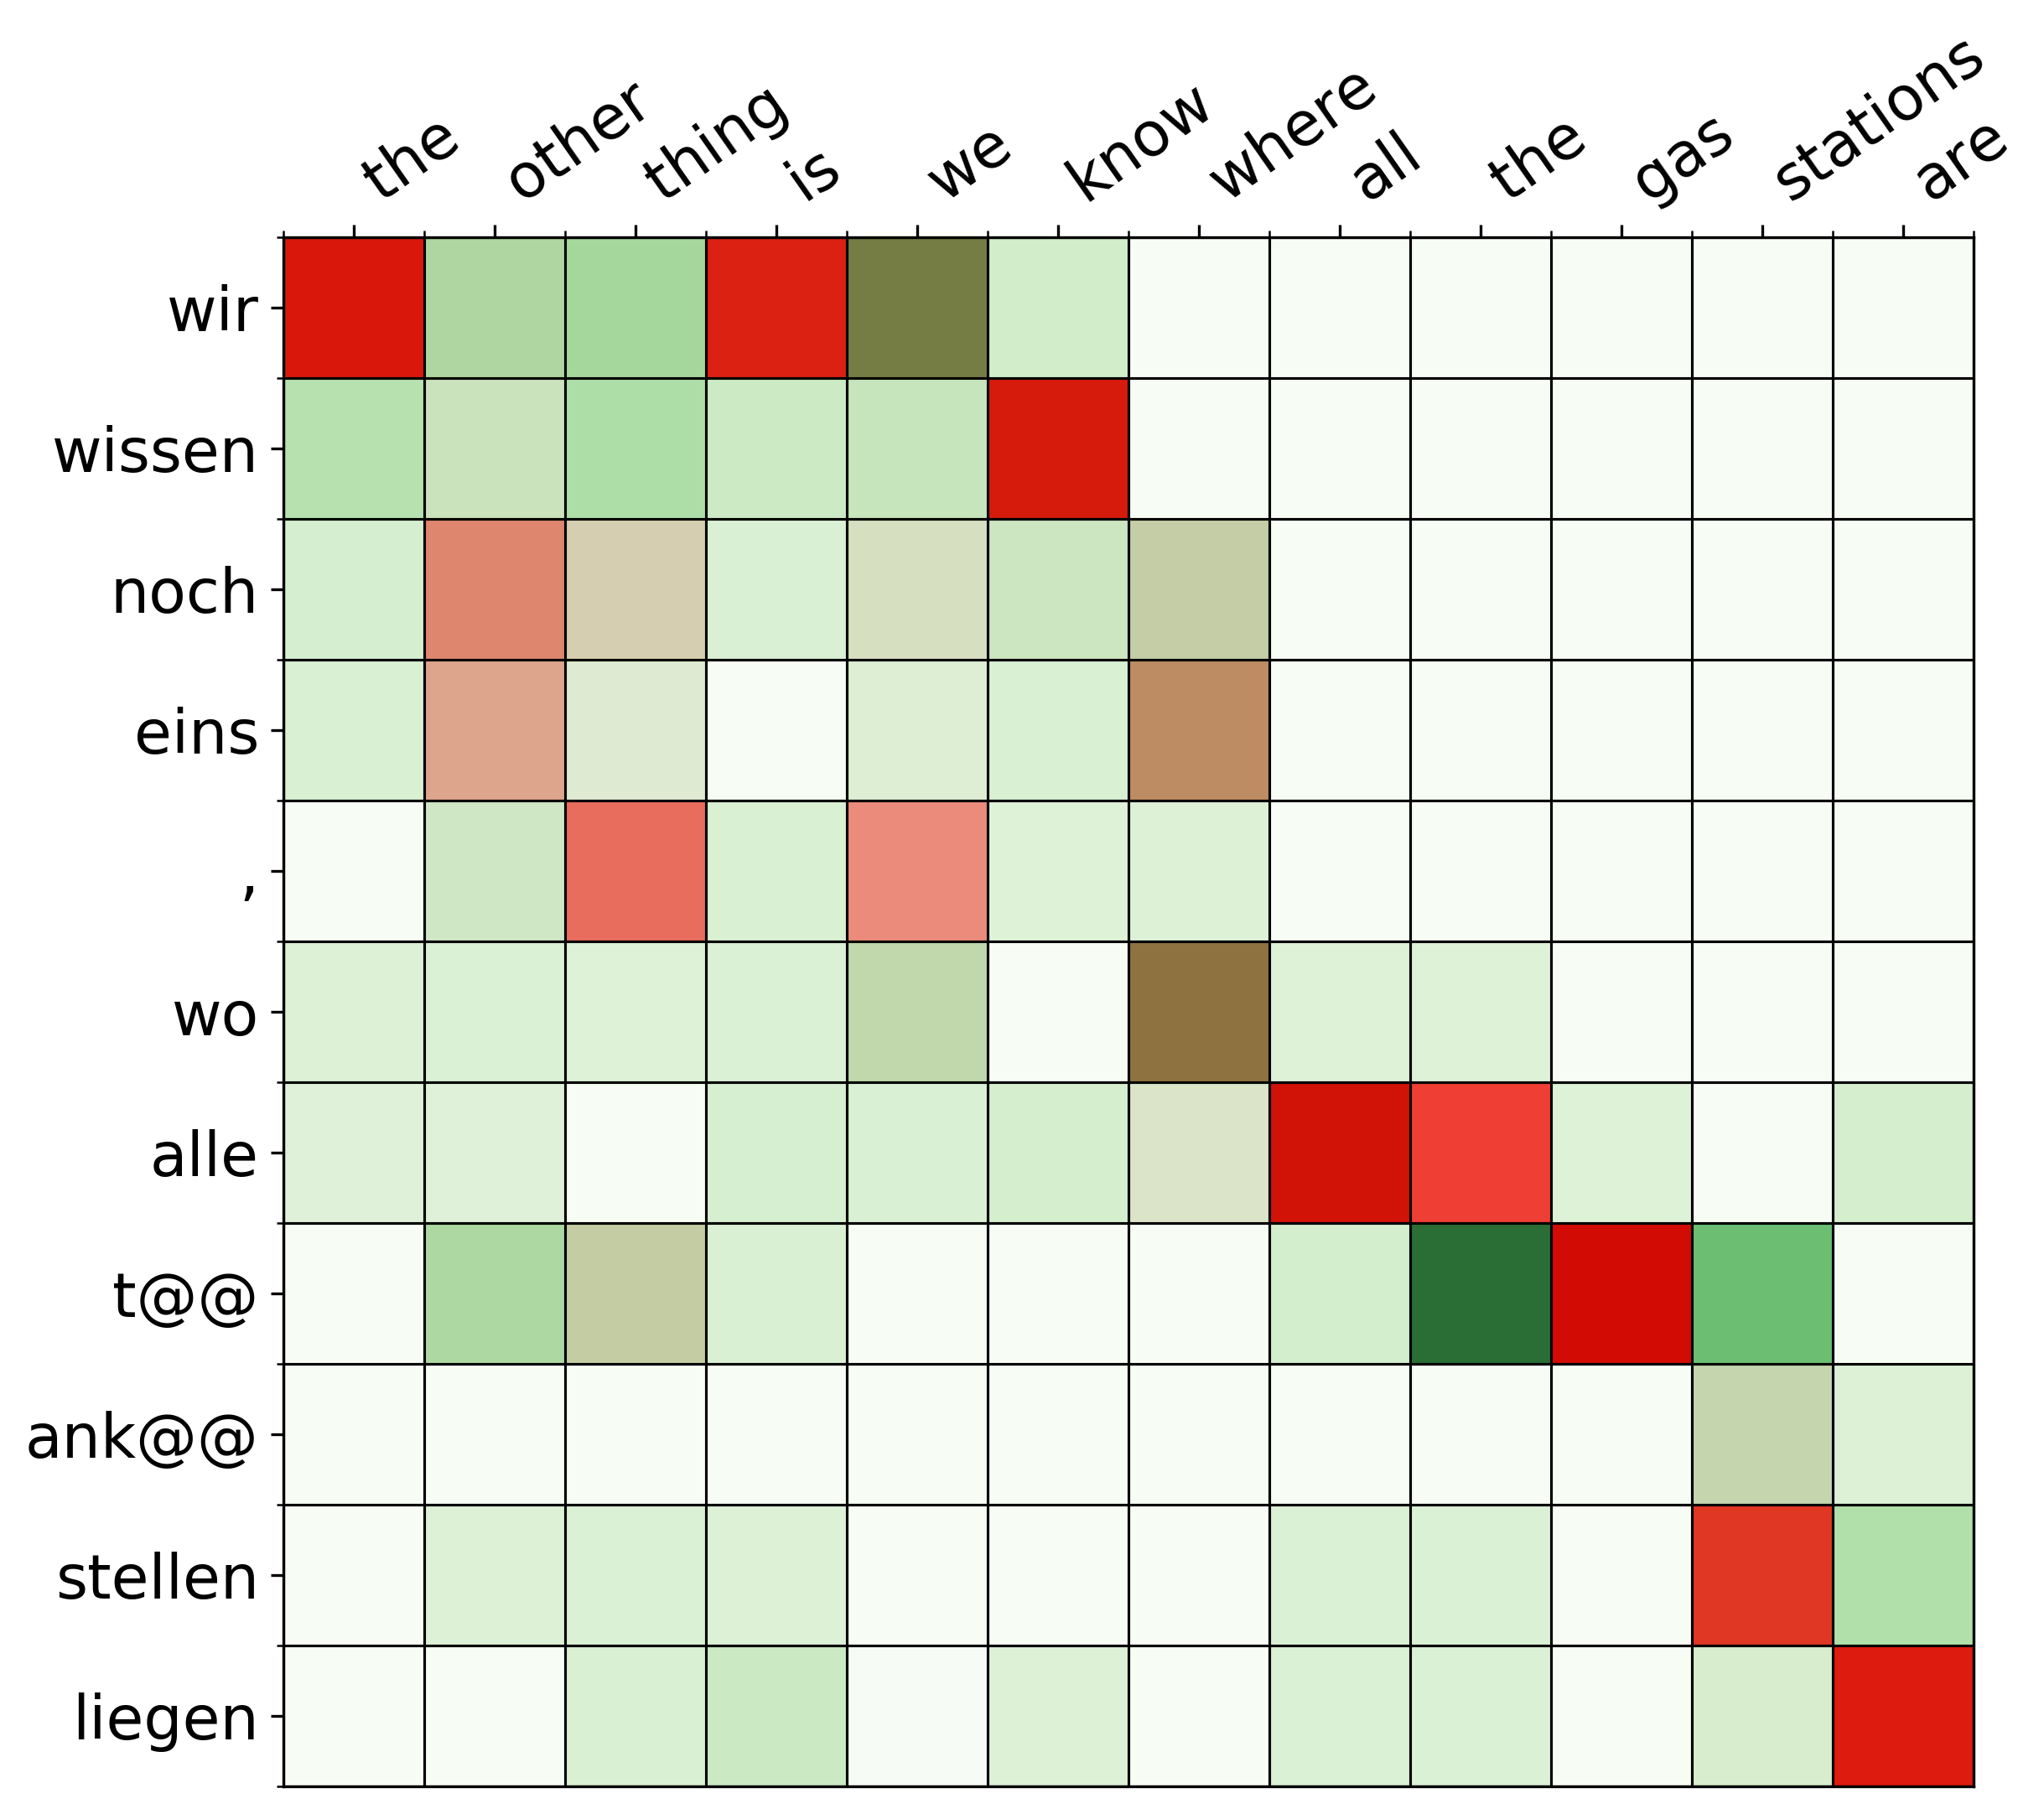 the other thing is we know where all the gas stations are
wir
wissen
noch
eins
,
wo
alle
t@@
ank@@
stellen
liegen